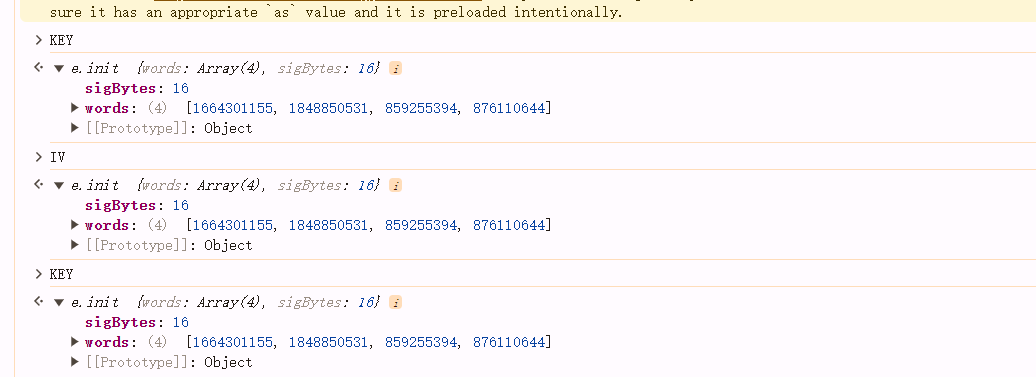 sure it has an appropriate `as` value and it is preloaded intentionally.
> KEY
<· ▼ e.init {words: Array(4), sigBytes: 16} i
sigBytes: 16
▶ words: (4) [1664301155, 1848850531, 859255394, 876110644]
▶ [[Prototype]]: Object
> IV
<· ▼ e.init {words: Array(4), sigBytes: 16} i
sigBytes: 16
▶ words: (4) [1664301155, 1848850531, 859255394, 876110644]
▶ [[Prototype]]: Object
> KEY
<· ▼ e.init {words: Array(4), sigBytes: 16} i
sigBytes: 16
▶ words: (4) [1664301155, 1848850531, 859255394, 876110644]
▶ [[Prototype]]: Object